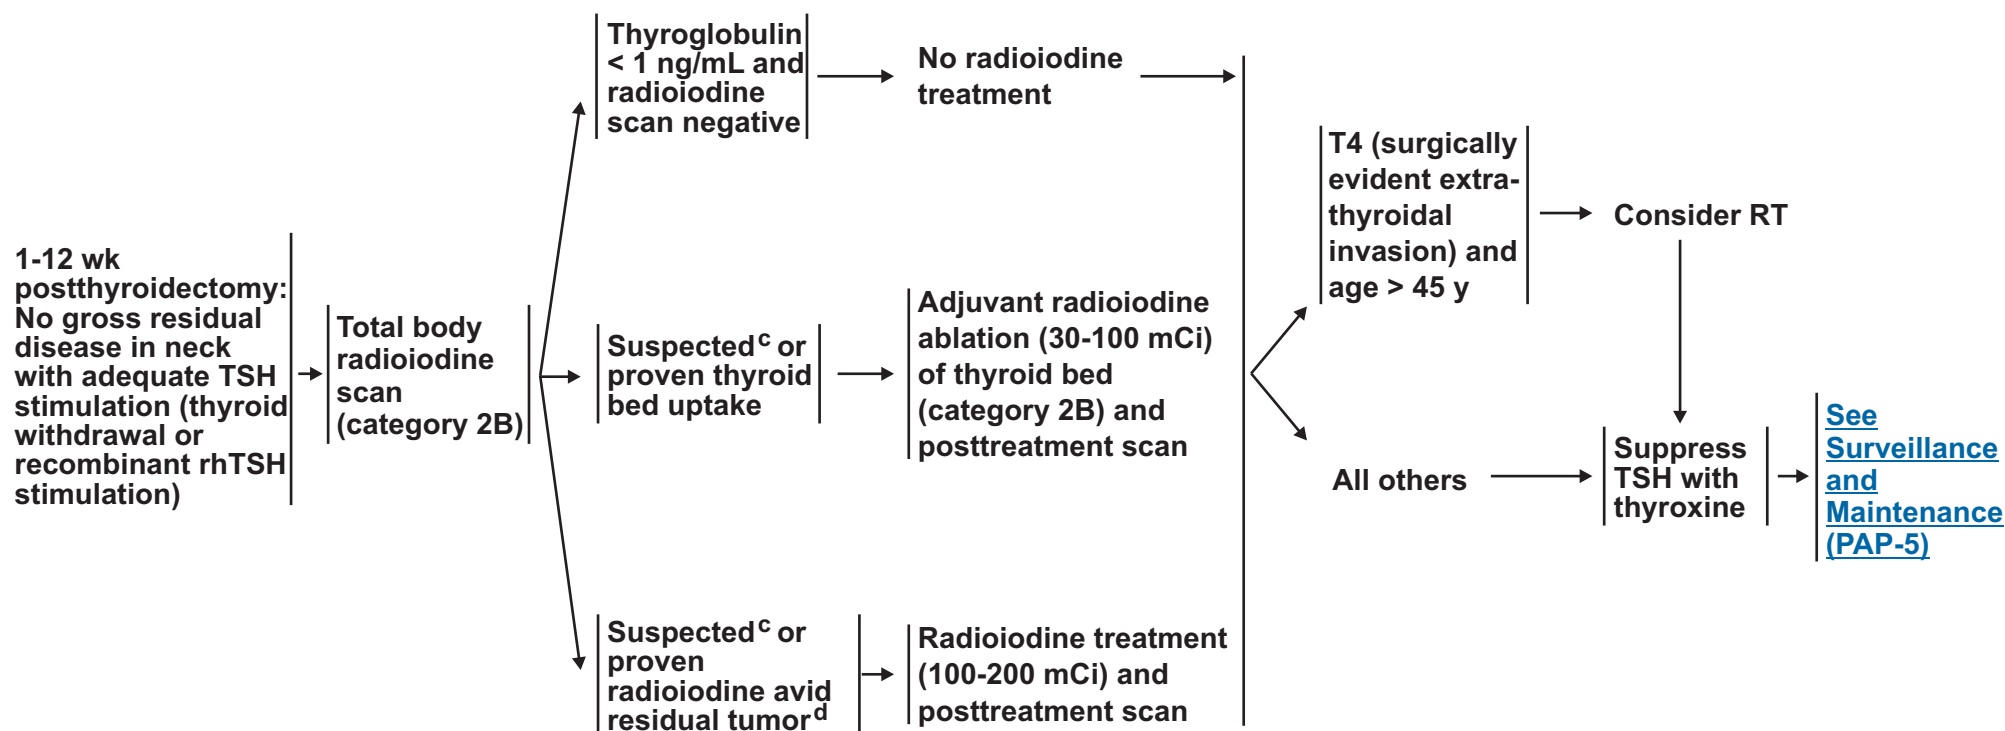 1-12 wk
postthyroidectomy:
No gross residual
disease in neck
with adequate TSH
stimulation (thyroid
withdrawal or
recombinant rhTSH
stimulation)
Total body
radioiodine
scan
(category 2B)
Thyroglobulin
< 1 ng/mL and
radioiodine
scan negative
No radioiodine
treatment
Suspected c or
proven thyroid
bed uptake
Adjuvant radioiodine
ablation (30-100 mCi)
of thyroid bed
(category 2B) and
posttreatment scan
Suspected c or
proven
radioiodine avid
residual tumor d
Radioiodine treatment
(100-200 mCi) and
posttreatment scan
T4 (surgically
evident extra-
thyroidal
invasion) and
age > 45 y
Consider RT
All others
Suppress
TSH with
thyroxine
See
Surveillance
and
Maintenance
(PAP-5)